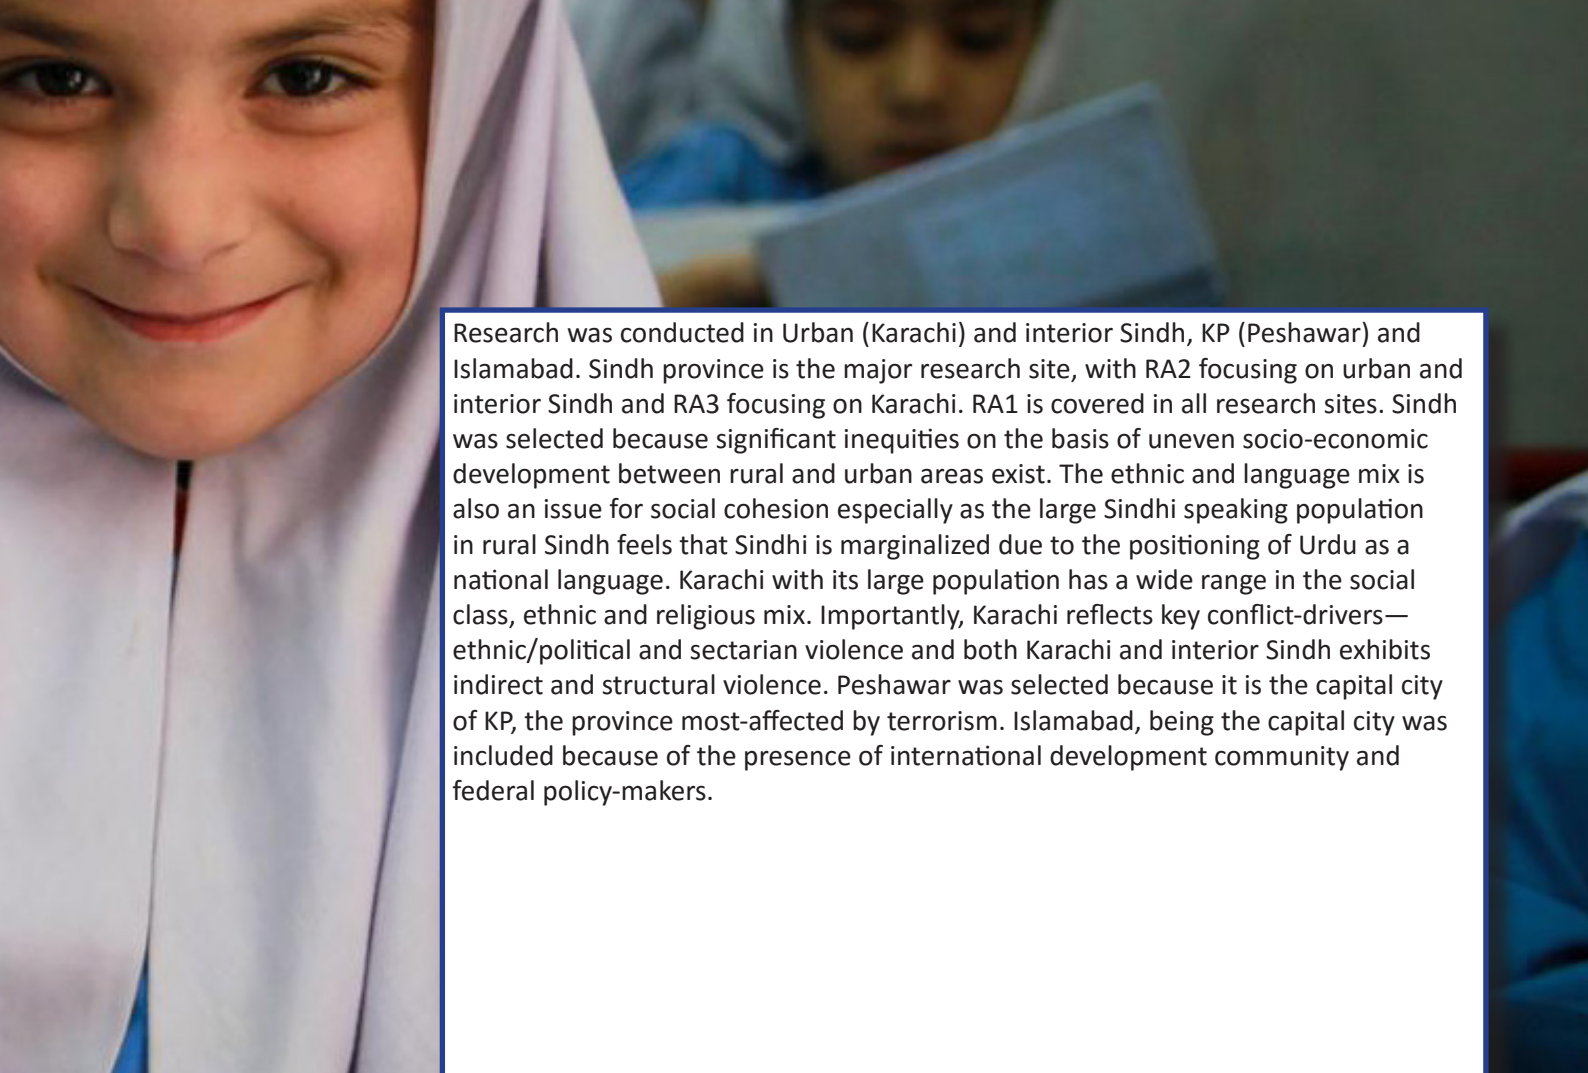 Research was conducted in Urban (Karachi) and interior Sindh, KP (Peshawar) and
Islamabad. Sindh province is the major research site, with RA2 focusing on urban and
interior Sindh and RA3 focusing on Karachi. RA1 is covered in all research sites. Sindh
was selected because significant inequities on the basis of uneven socio-economic
development between rural and urban areas exist. The ethnic and language mix is
also an issue for social cohesion especially as the large Sindhi speaking population
in rural Sindh feels that Sindhi is marginalized due to the positioning of Urdu as a
national language. Karachi with its large population has a wide range in the social
class, ethnic and religious mix. Importantly, Karachi reflects key conflict-drivers—
ethnic/political and sectarian violence and both Karachi and interior Sindh exhibits
indirect and structural violence. Peshawar was selected because it is the capital city
of KP, the province most-affected by terrorism. Islamabad, being the capital city was
included because of the presence of international development community and
federal policy-makers.